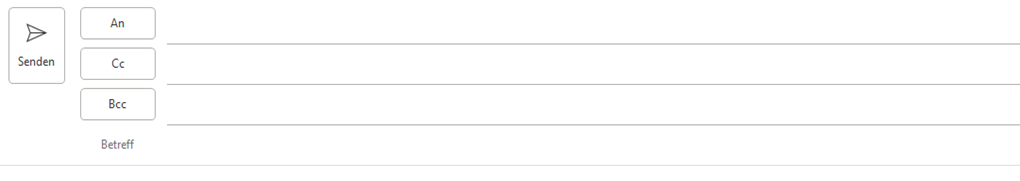 An
Senden
Cc
Bcc
Betreff